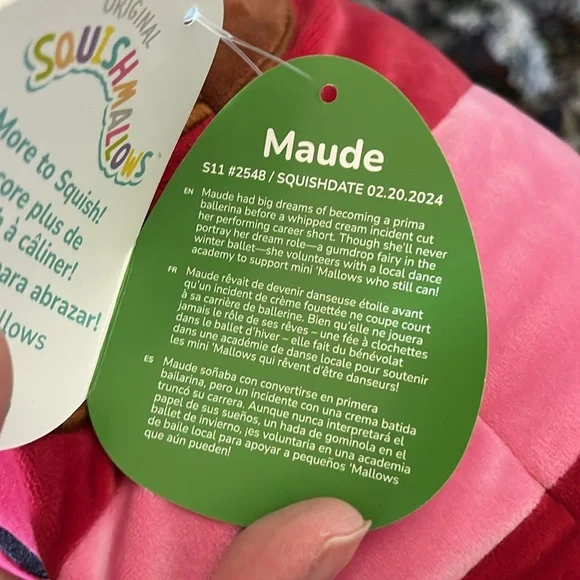 ORIGINAL
SQUISHMALLOWS
More to Squish!
core plus de
à câliner!
para abrazar!
llows
Maude
S11 #2548 / SQUISHDATE 02.20.2024
EN Maude had big dreams of becoming a prima
ballerina before a whipped cream incident cut
her performing career short. Though she'll never
portray her dream role—a gumdrop fairy in the
winter ballet—she volunteers with a local dance
academy to support mini 'Mallows who still can!
FR Maude rêvait de devenir danseuse étoile avant
qu'un incident de crème fouettée ne coupe court
à sa carrière de ballerine. Bien qu'elle ne jouera
jamais le rôle de ses rêves – une fée à clochettes
dans le ballet d'hiver – elle fait du bénévolat
dans une académie de danse locale pour soutenir
les mini 'Mallows qui rêvent d'être danseurs!
ES Maude soñaba con convertirse en primera
bailarina, pero un incidente con una crema batida
truncó su carrera. Aunque nunca interpretará el
papel de sus sueños, un hada de gominola en el
ballet de invierno, ¡es voluntaria en una academia
de baile local para apoyar a pequeños 'Mallows
que aún pueden!